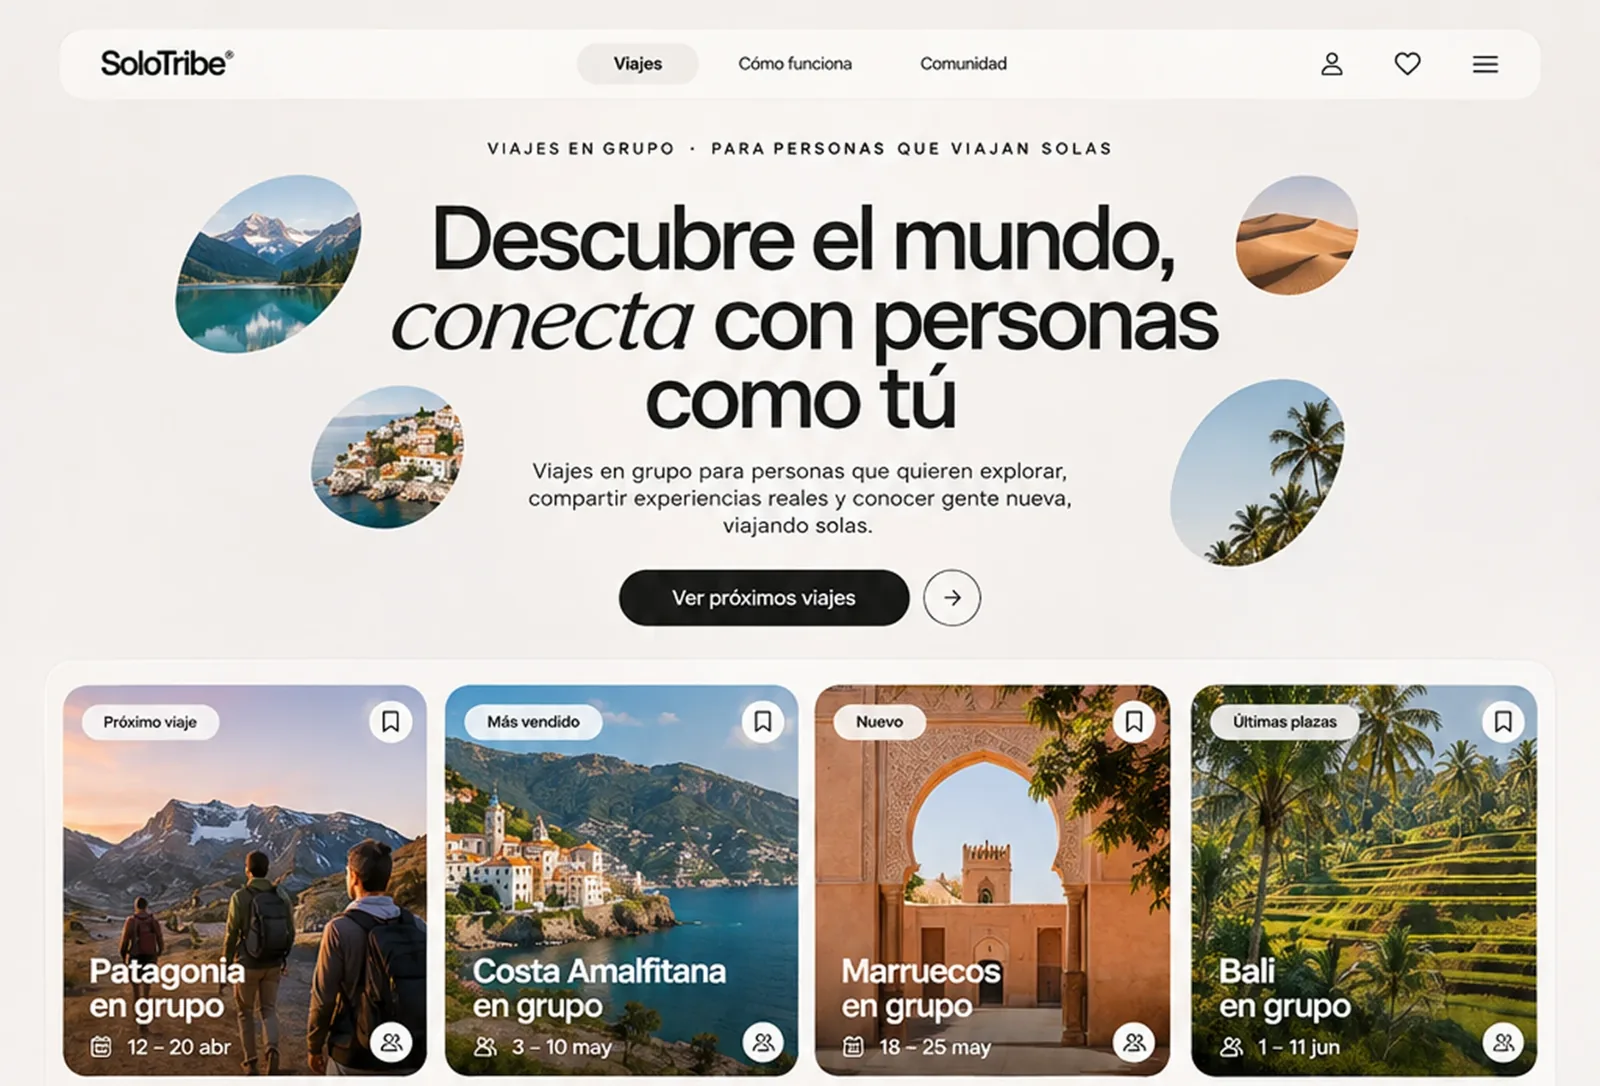 SoloTribe®
Viajes
Cómo funciona
Comunidad
VIAJES EN GRUPO · PARA PERSONAS QUE VIAJAN SOLAS
Descubre el mundo,
conecta con personas
como tú
Viajes en grupo para personas que quieren explorar,
compartir experiencias reales y conocer gente nueva,
viajando solas.
Ver próximos viajes
Próximo viaje
Patagonia
en grupo
12 – 20 abr
Más vendido
Costa Amalfitana
en grupo
3 – 10 may
Nuevo
Marruecos
en grupo
18 – 25 may
Últimas plazas
Bali
en grupo
1 – 11 jun